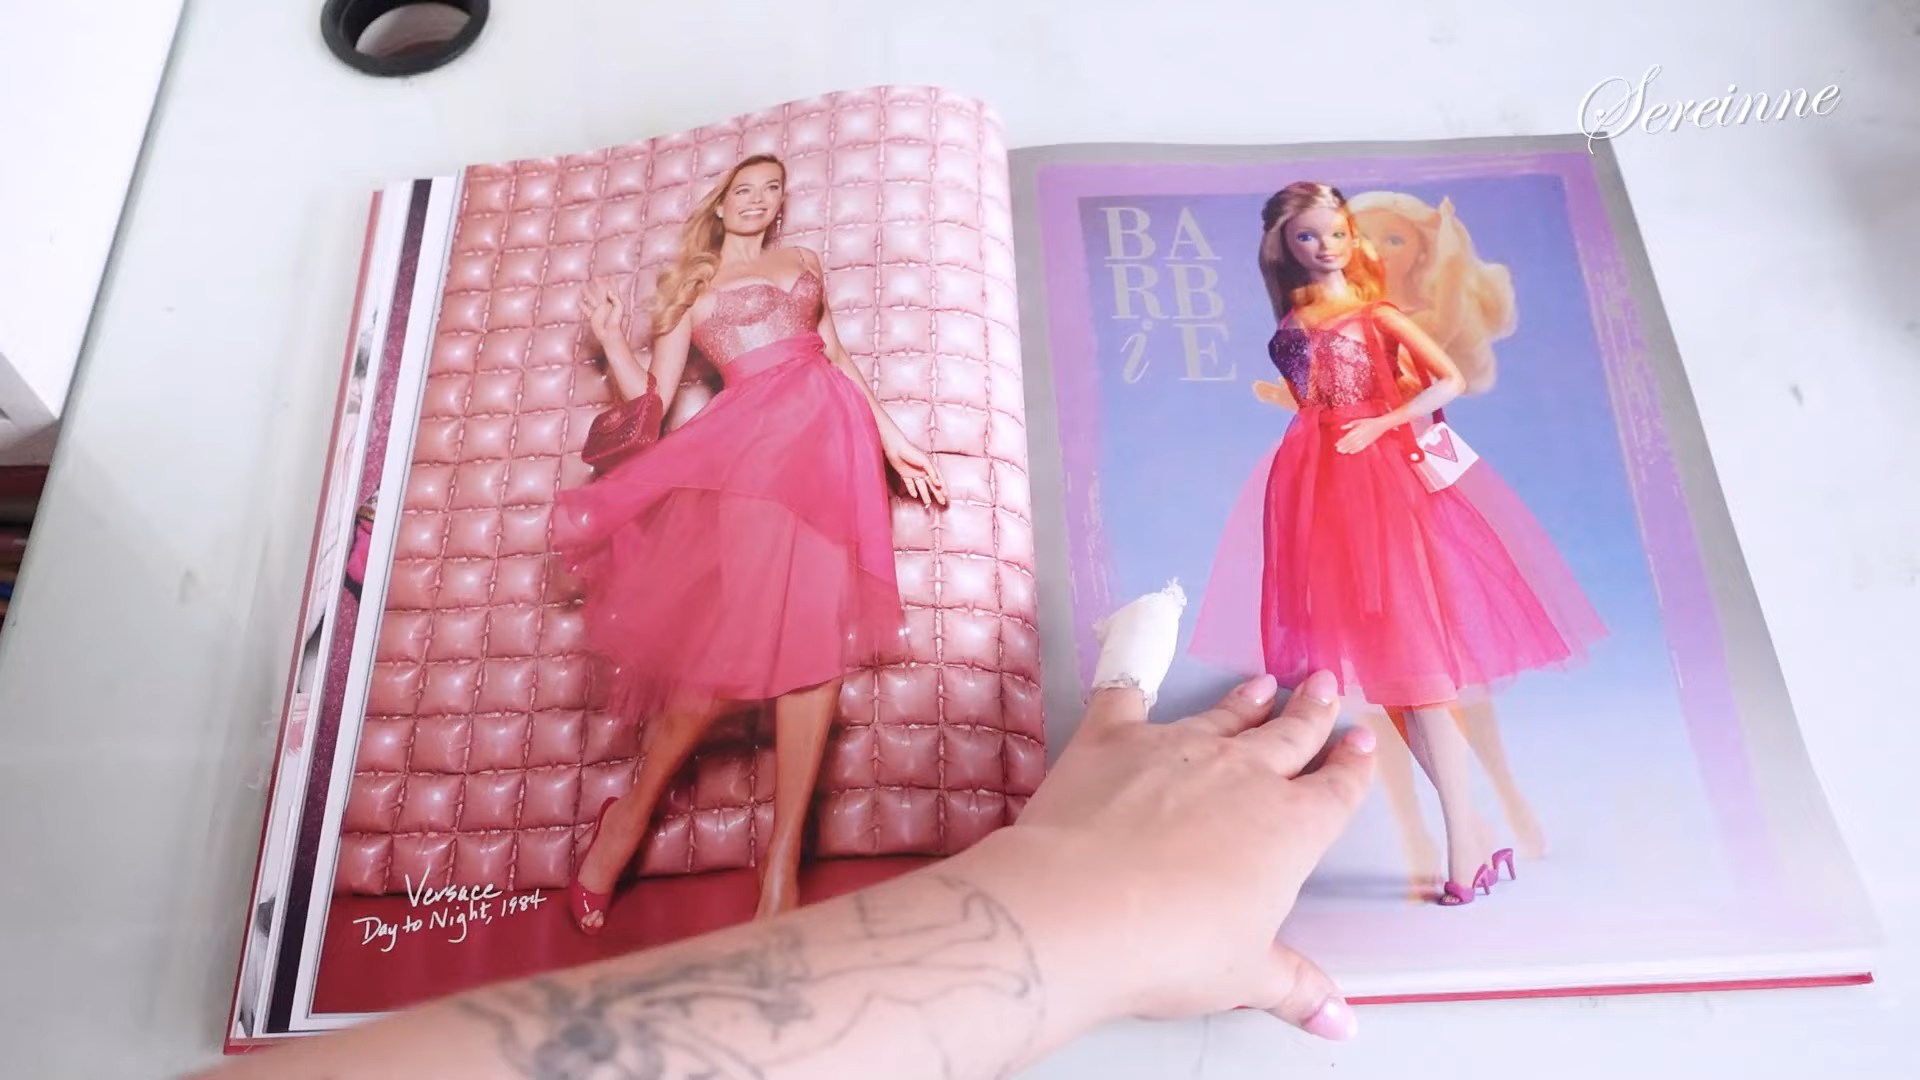 Sereinne
BA
RB
iE
Versace
Day to Night, 1984